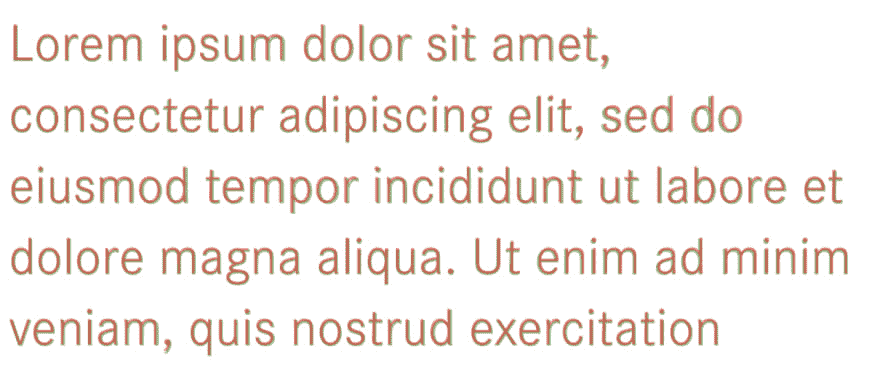 Lorem ipsum dolor sit amet,
consectetur adipiscing elit, sed do
eiusmod tempor incididunt ut labore et
dolore magna aliqua. Ut enim ad minim
veniam, quis nostrud exercitation